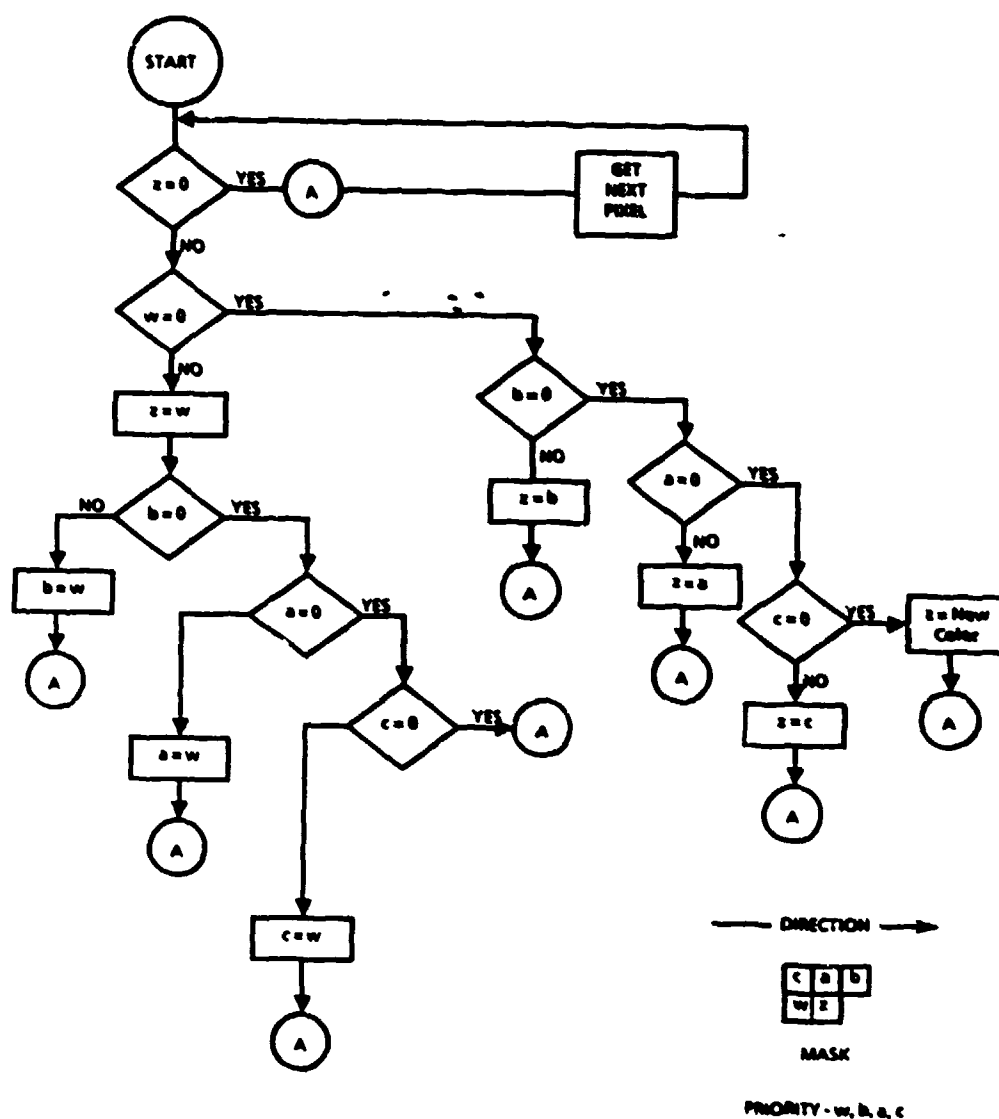 START
z = 0
YES
A
GET
NEXT
PIXEL
NO
w = 0
YES
NO
z = w
b = 0
YES
NO
z = b
A
a = 0
YES
NO
z = a
A
c = 0
YES
z = New
Color
A
NO
z = c
A
NO
b = 0
YES
b = w
A
a = 0
YES
a = w
A
c = 0
YES
A
c = w
A
DIRECTION
c a b
w z
MASK
PRIORITY - w, b, a, c